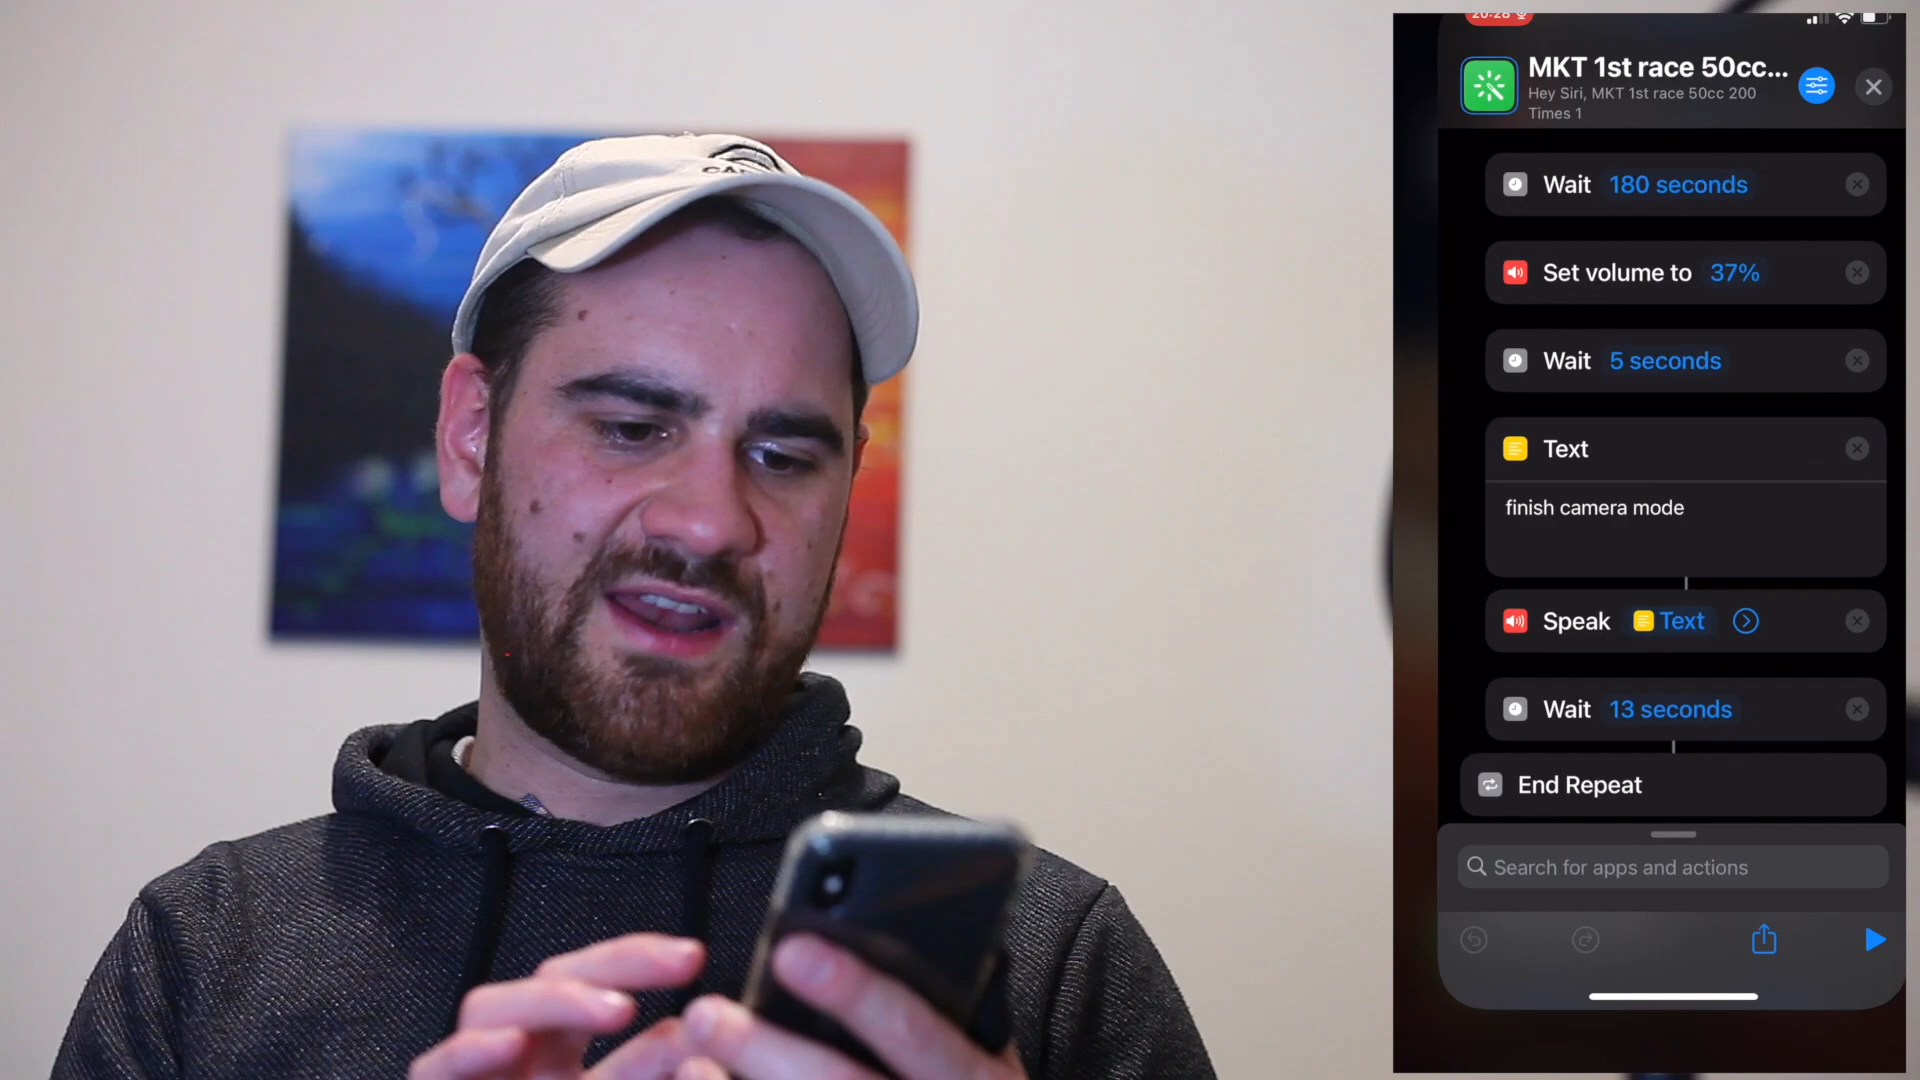 20:28
MKT 1st race 50cc...
Hey Siri, MKT 1st race 50cc 200
Times 1
Wait 180 seconds
Set volume to 37%
Wait 5 seconds
Text
finish camera mode
Speak Text
Wait 13 seconds
End Repeat
Search for apps and actions